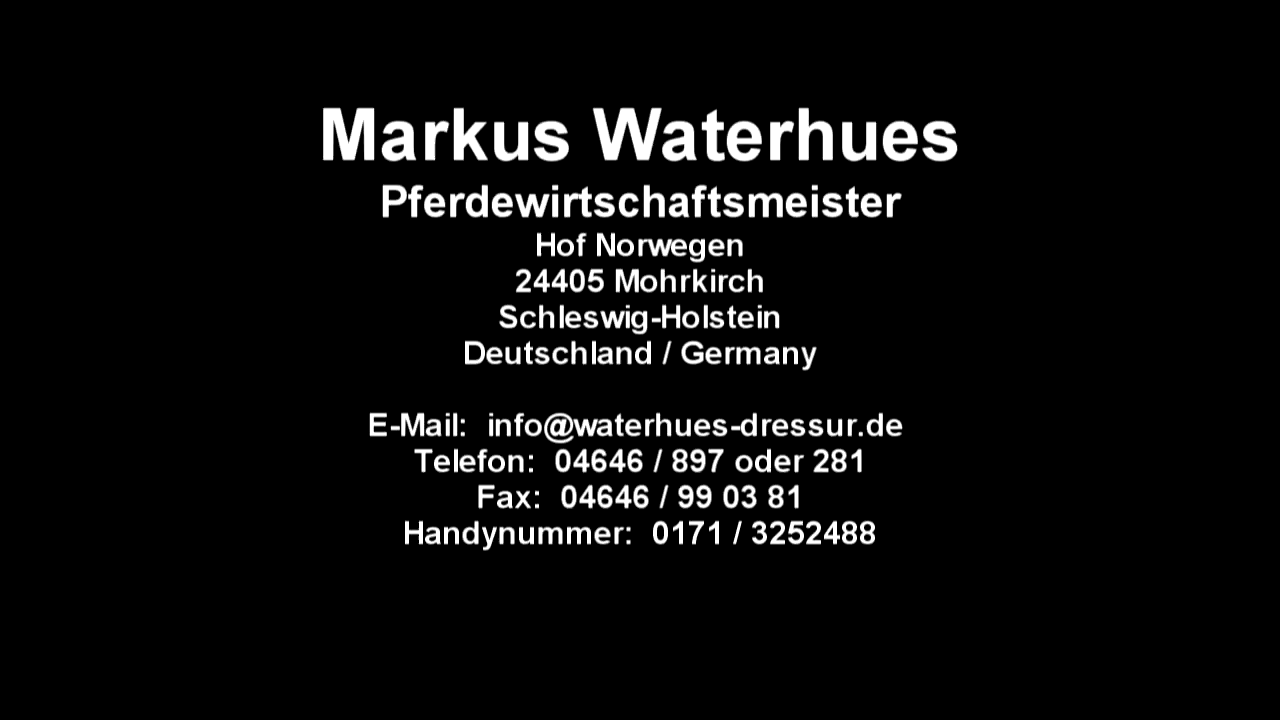 Markus Waterhues
Pferdewirtschaftsmeister
Hof Norwegen
24405 Mohrkirch
Schleswig-Holstein
Deutschland / Germany
E-Mail: info@waterhues-dressur.de
Telefon: 04646 / 897 oder 281
Fax: 04646 / 99 03 81
Handynummer: 0171 / 3252488